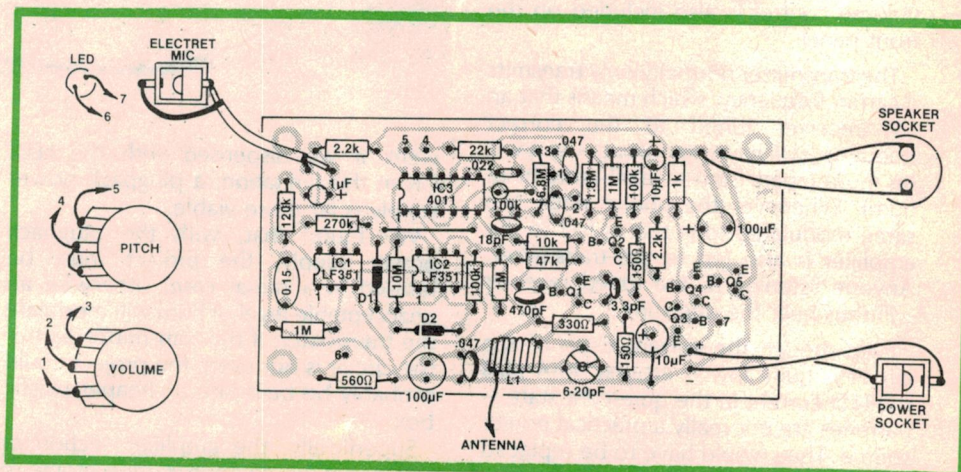 LED
7
6
ELECTRET
MIC
SPEAKER
SOCKET
PITCH
5
4
VOLUME
3
2
1
2.2k
5 4
22k
.022
3
.047
6.8M
1.8M
1M
100k
10µF
1k
+
1µF
+
120k
270k
IC3
4011
1
100k
2
.047
18pF
E
B Q2
C
150Ω
2.2k
+
100µF
10k
47k
0.15
IC1
LF351
1
D1
10M
IC2
LF351
1
100k
1M
470pF
E
B Q1
C
3.3pF
E
B Q4
C
E
B Q5
C
Q3
B
E
7
1M
D2
330Ω
150Ω
+
10µF
+
–
6
560Ω
+
100µF
.047
L1
6-20pF
ANTENNA
POWER
SOCKET